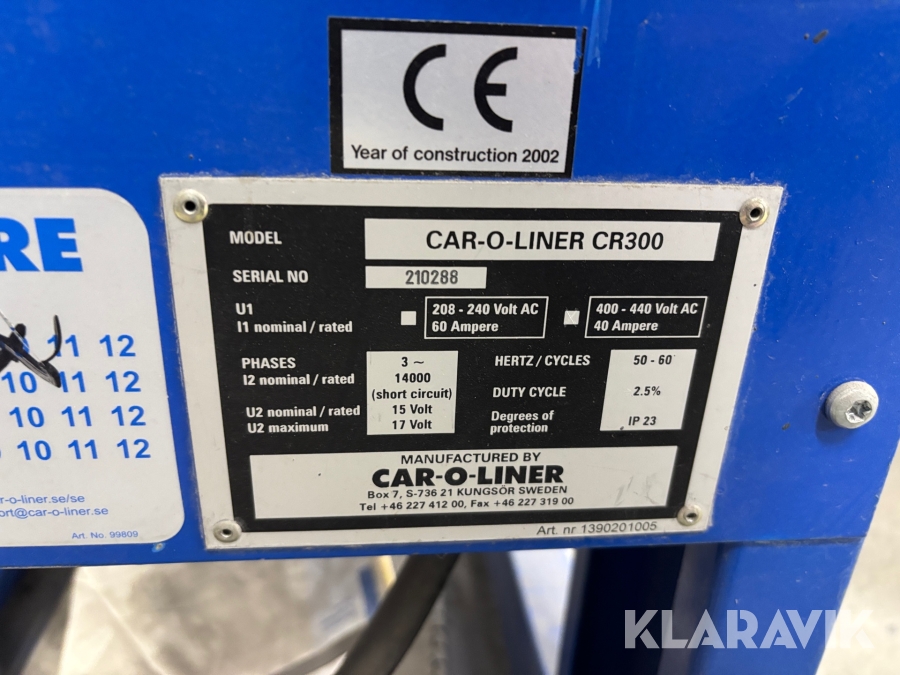 CE
Year of construction 2002
MODEL CAR-O-LINER CR300
SERIAL NO 210288
U1
I1 nominal / rated
208 - 240 Volt AC
60 Ampere
400 - 440 Volt AC
40 Ampere
PHASES 3 ~
I2 nominal / rated 14000
(short circuit)
U2 nominal / rated 15 Volt
U2 maximum 17 Volt
HERTZ / CYCLES 50 - 60
DUTY CYCLE 2.5%
Degrees of
protection IP 23
MANUFACTURED BY
CAR-O-LINER
Box 7, S-736 21 KUNGSÖR SWEDEN
Tel +46 227 412 00, Fax +46 227 319 00
Art. nr 1390201005
RE
11 12
10 11 12
10 11 12
10 11 12
r-o-liner.se/se
ort@car-o-liner.se
Art. No. 99809
KLARAVIK